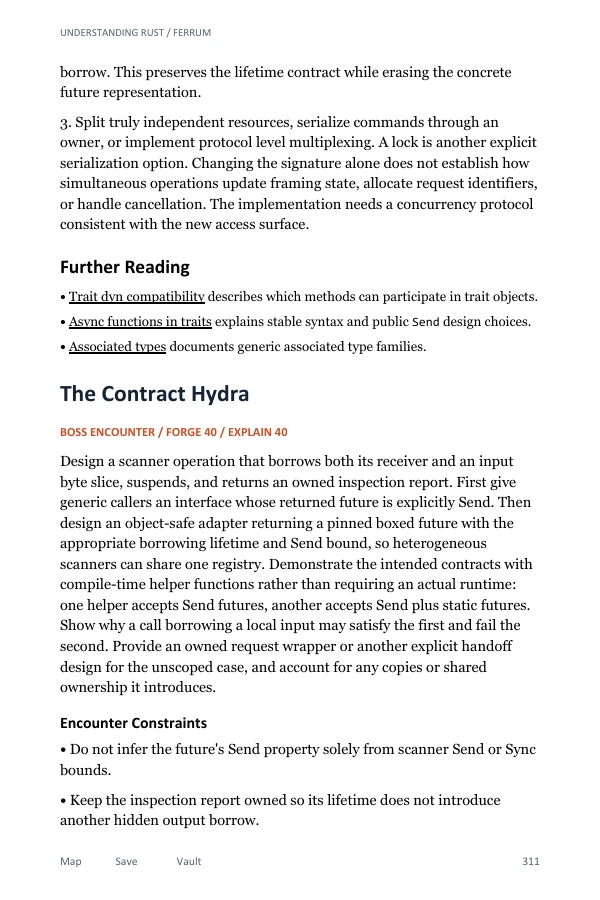 UNDERSTANDING RUST / FERRUM
borrow. This preserves the lifetime contract while erasing the concrete
future representation.
3. Split truly independent resources, serialize commands through an
owner, or implement protocol level multiplexing. A lock is another explicit
serialization option. Changing the signature alone does not establish how
simultaneous operations update framing state, allocate request identifiers,
or handle cancellation. The implementation needs a concurrency protocol
consistent with the new access surface.
Further Reading
• Trait dyn compatibility describes which methods can participate in trait objects.
• Async functions in traits explains stable syntax and public Send design choices.
• Associated types documents generic associated type families.
The Contract Hydra
BOSS ENCOUNTER / FORGE 40 / EXPLAIN 40
Design a scanner operation that borrows both its receiver and an input
byte slice, suspends, and returns an owned inspection report. First give
generic callers an interface whose returned future is explicitly Send. Then
design an object-safe adapter returning a pinned boxed future with the
appropriate borrowing lifetime and Send bound, so heterogeneous
scanners can share one registry. Demonstrate the intended contracts with
compile-time helper functions rather than requiring an actual runtime:
one helper accepts Send futures, another accepts Send plus static futures.
Show why a call borrowing a local input may satisfy the first and fail the
second. Provide an owned request wrapper or another explicit handoff
design for the unscoped case, and account for any copies or shared
ownership it introduces.
Encounter Constraints
• Do not infer the future's Send property solely from scanner Send or Sync
bounds.
• Keep the inspection report owned so its lifetime does not introduce
another hidden output borrow.
Map Save Vault 311